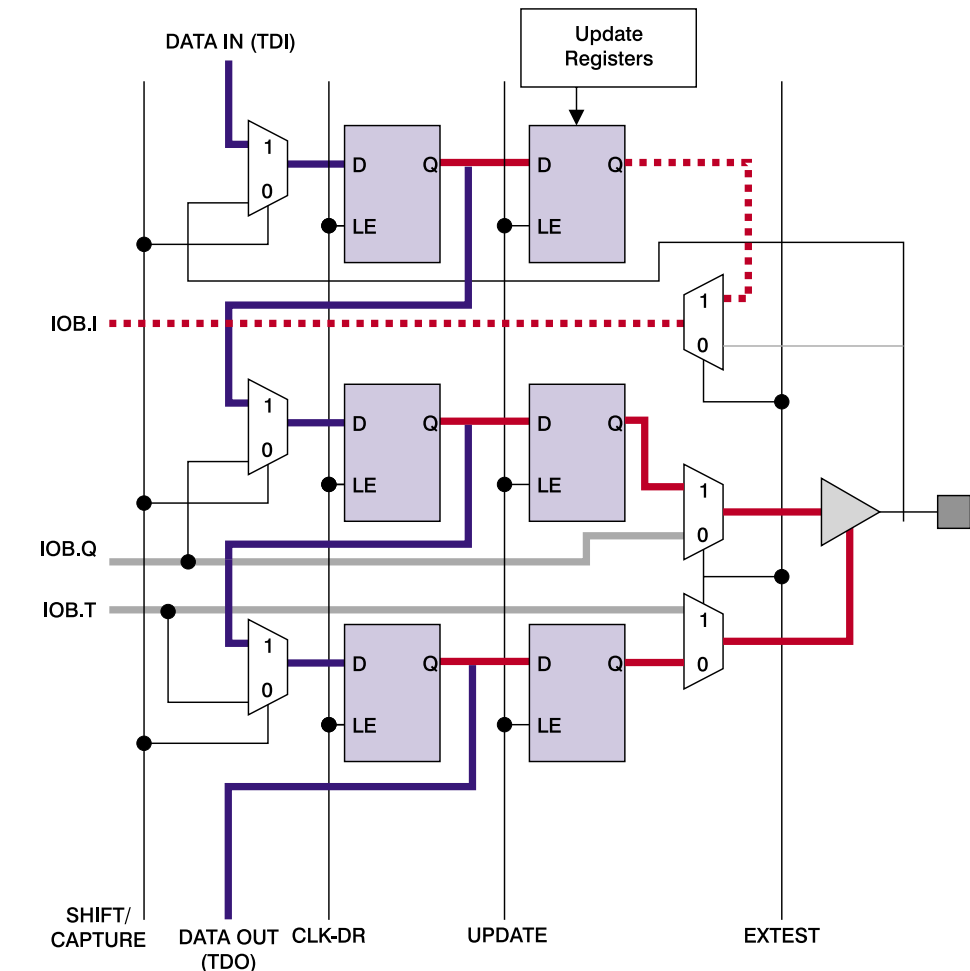 DATA IN (TDI)
Update
Registers
1
0
D
Q
LE
D
Q
LE
1
0
IOB.I
1
0
D
Q
LE
D
Q
LE
1
0
IOB.Q
IOB.T
1
0
D
Q
LE
D
Q
LE
1
0
SHIFT/
CAPTURE
DATA OUT
(TDO)
CLK-DR
UPDATE
EXTEST